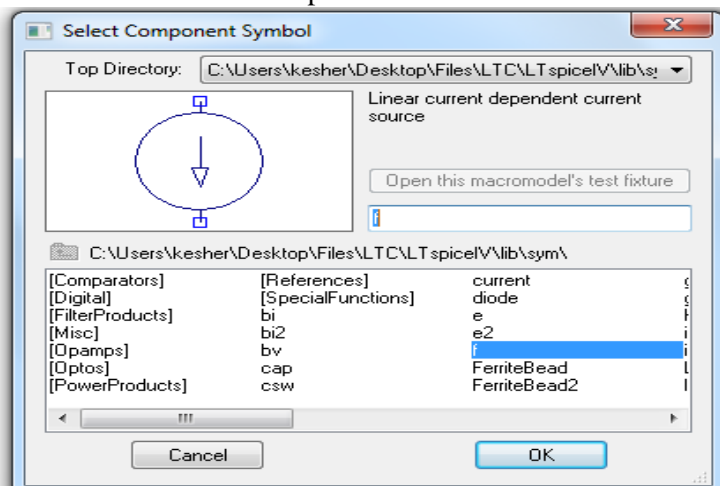 Select Component Symbol
Top Directory: C:\Users\kesher\Desktop\Files\LTC\LTspiceIV\lib\sy
Linear current dependent current
source
Open this macromodel's test fixture
f
C:\Users\kesher\Desktop\Files\LTC\LTspiceIV\lib\sym\
[Comparators] [References] current
[Digital] [SpecialFunctions] diode
[FilterProducts] bi e
[Misc] bi2 e2
[Opamps] bv f
[Optos] cap FerriteBead
[PowerProducts] csw FerriteBead2
Cancel OK